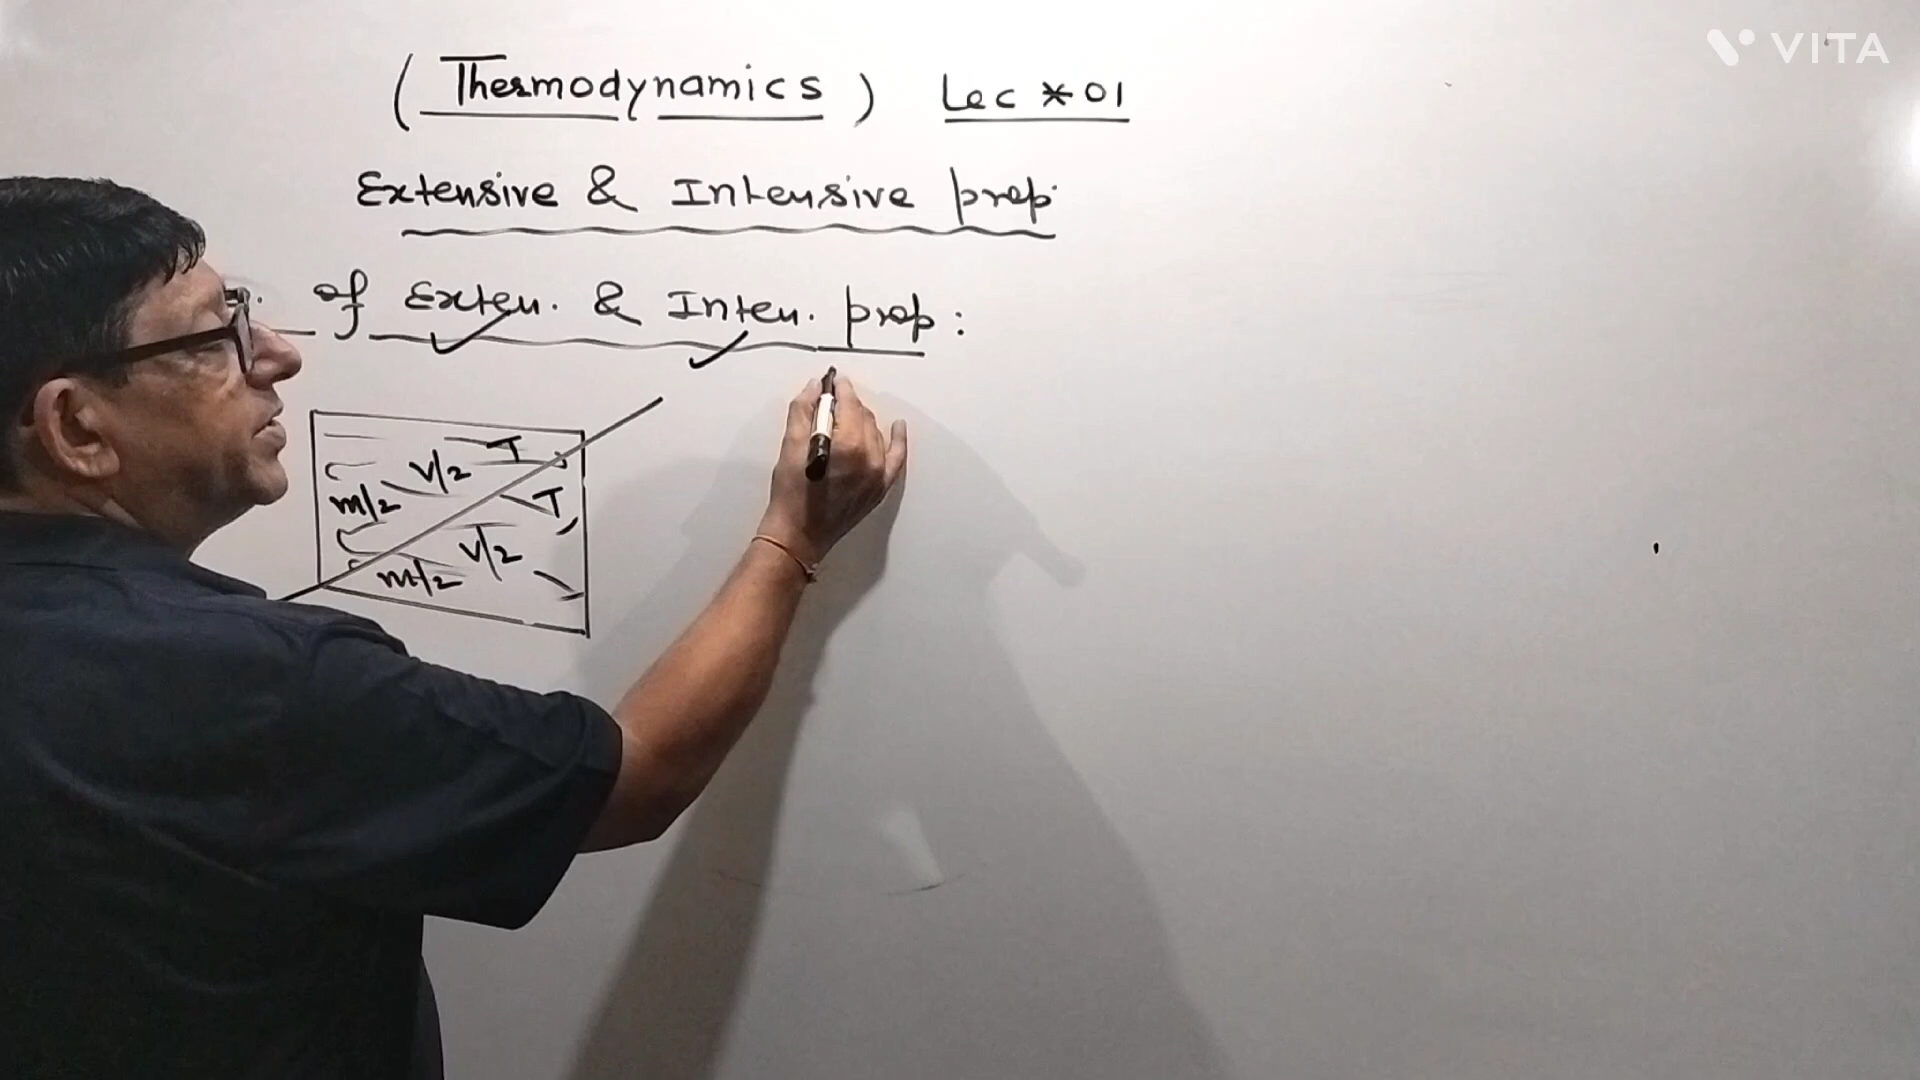 VITA
(Thermodynamics) Lec * 01
Extensive & Intensive prop.
of Exten. & Inten. prop:
T
V/2
m/2
T
V/2
m/2